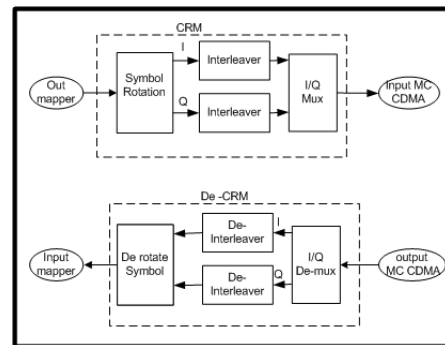 CRM
Out
mapper
Symbol
Rotation
I
Interleaver
Q
Interleaver
I/Q
Mux
Input MC
CDMA
De -CRM
Input
mapper
De rotate
Symbol
De-
Interleaver
I
De-
Interleaver
Q
I/Q
De-mux
output
MC CDMA